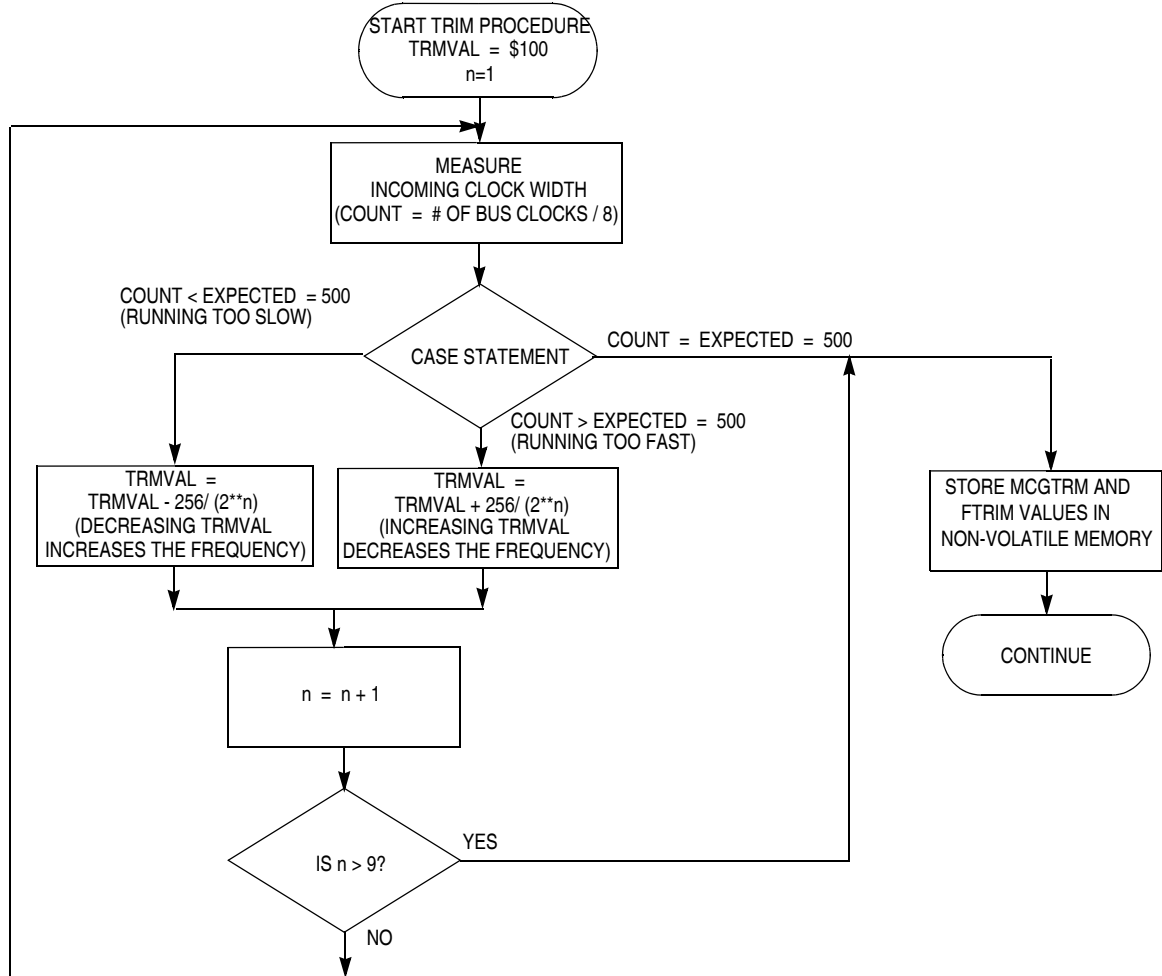 START TRIM PROCEDURE
TRMVAL = $100
n=1
MEASURE
INCOMING CLOCK WIDTH
(COUNT = # OF BUS CLOCKS / 8)
COUNT < EXPECTED = 500
(RUNNING TOO SLOW)
CASE STATEMENT
COUNT = EXPECTED = 500
COUNT > EXPECTED = 500
(RUNNING TOO FAST)
TRMVAL =
TRMVAL - 256/ (2**n)
(DECREASING TRMVAL
INCREASES THE FREQUENCY)
TRMVAL =
TRMVAL + 256/ (2**n)
(INCREASING TRMVAL
DECREASES THE FREQUENCY)
STORE MCGTRM AND
FTRIM VALUES IN
NON-VOLATILE MEMORY
CONTINUE
n = n + 1
IS n > 9?
YES
NO